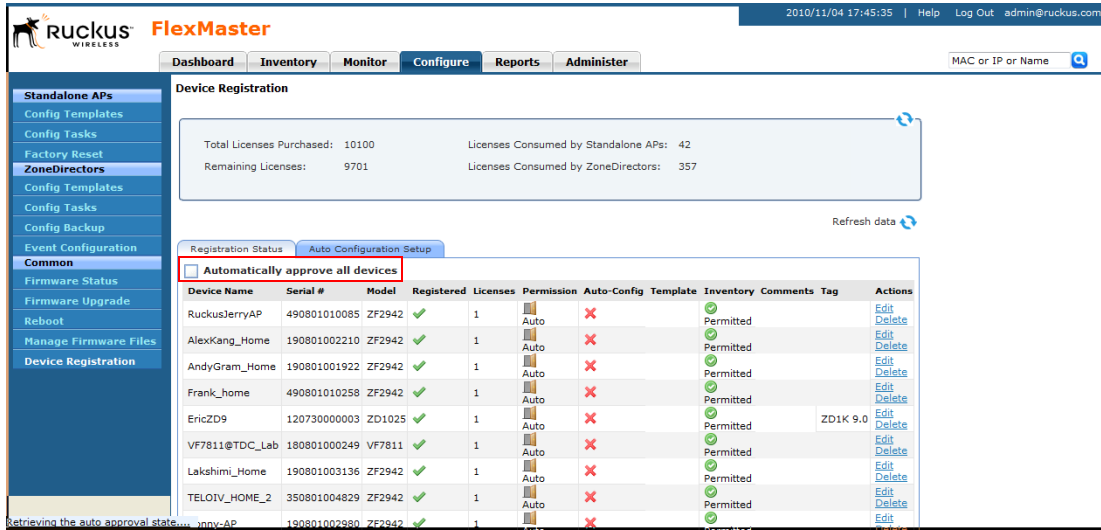 2010/11/04 17:45:35 | Help Log Out admin@ruckus.com
RUCKUS WIRELESS FlexMaster
Dashboard Inventory Monitor Configure Reports Administer MAC or IP or Name
Standalone APs
Config Templates
Config Tasks
Factory Reset
ZoneDirectors
Config Templates
Config Tasks
Config Backup
Event Configuration
Common
Firmware Status
Firmware Upgrade
Reboot
Manage Firmware Files
Device Registration
Device Registration
Total Licenses Purchased: 10100 Licenses Consumed by Standalone APs: 42
Remaining Licenses: 9701 Licenses Consumed by ZoneDirectors: 357
Refresh data
Registration Status Auto Configuration Setup
Automatically approve all devices
Device Name Serial # Model Registered Licenses Permission Auto-Config Template Inventory Comments Tag Actions
RuckusJerryAP 490801010085 ZF2942 1 Auto Permitted Edit Delete
AlexKang_Home 190801002210 ZF2942 1 Auto Permitted Edit Delete
AndyGram_Home 190801001922 ZF2942 1 Auto Permitted Edit Delete
Frank_home 490801010258 ZF2942 1 Auto Permitted Edit Delete
EricZD9 120730000003 ZD1025 1 Auto Permitted ZD1K 9.0 Edit Delete
VF7811@TDC_Lab 180801000249 VF7811 1 Auto Permitted Edit Delete
Lakshimi_Home 190801003136 ZF2942 1 Auto Permitted Edit Delete
TELOIV_HOME_2 350801004829 ZF2942 1 Auto Permitted Edit Delete
190801002980 ZF2942 1 Auto Permitted Edit
Retrieving the auto approval state....